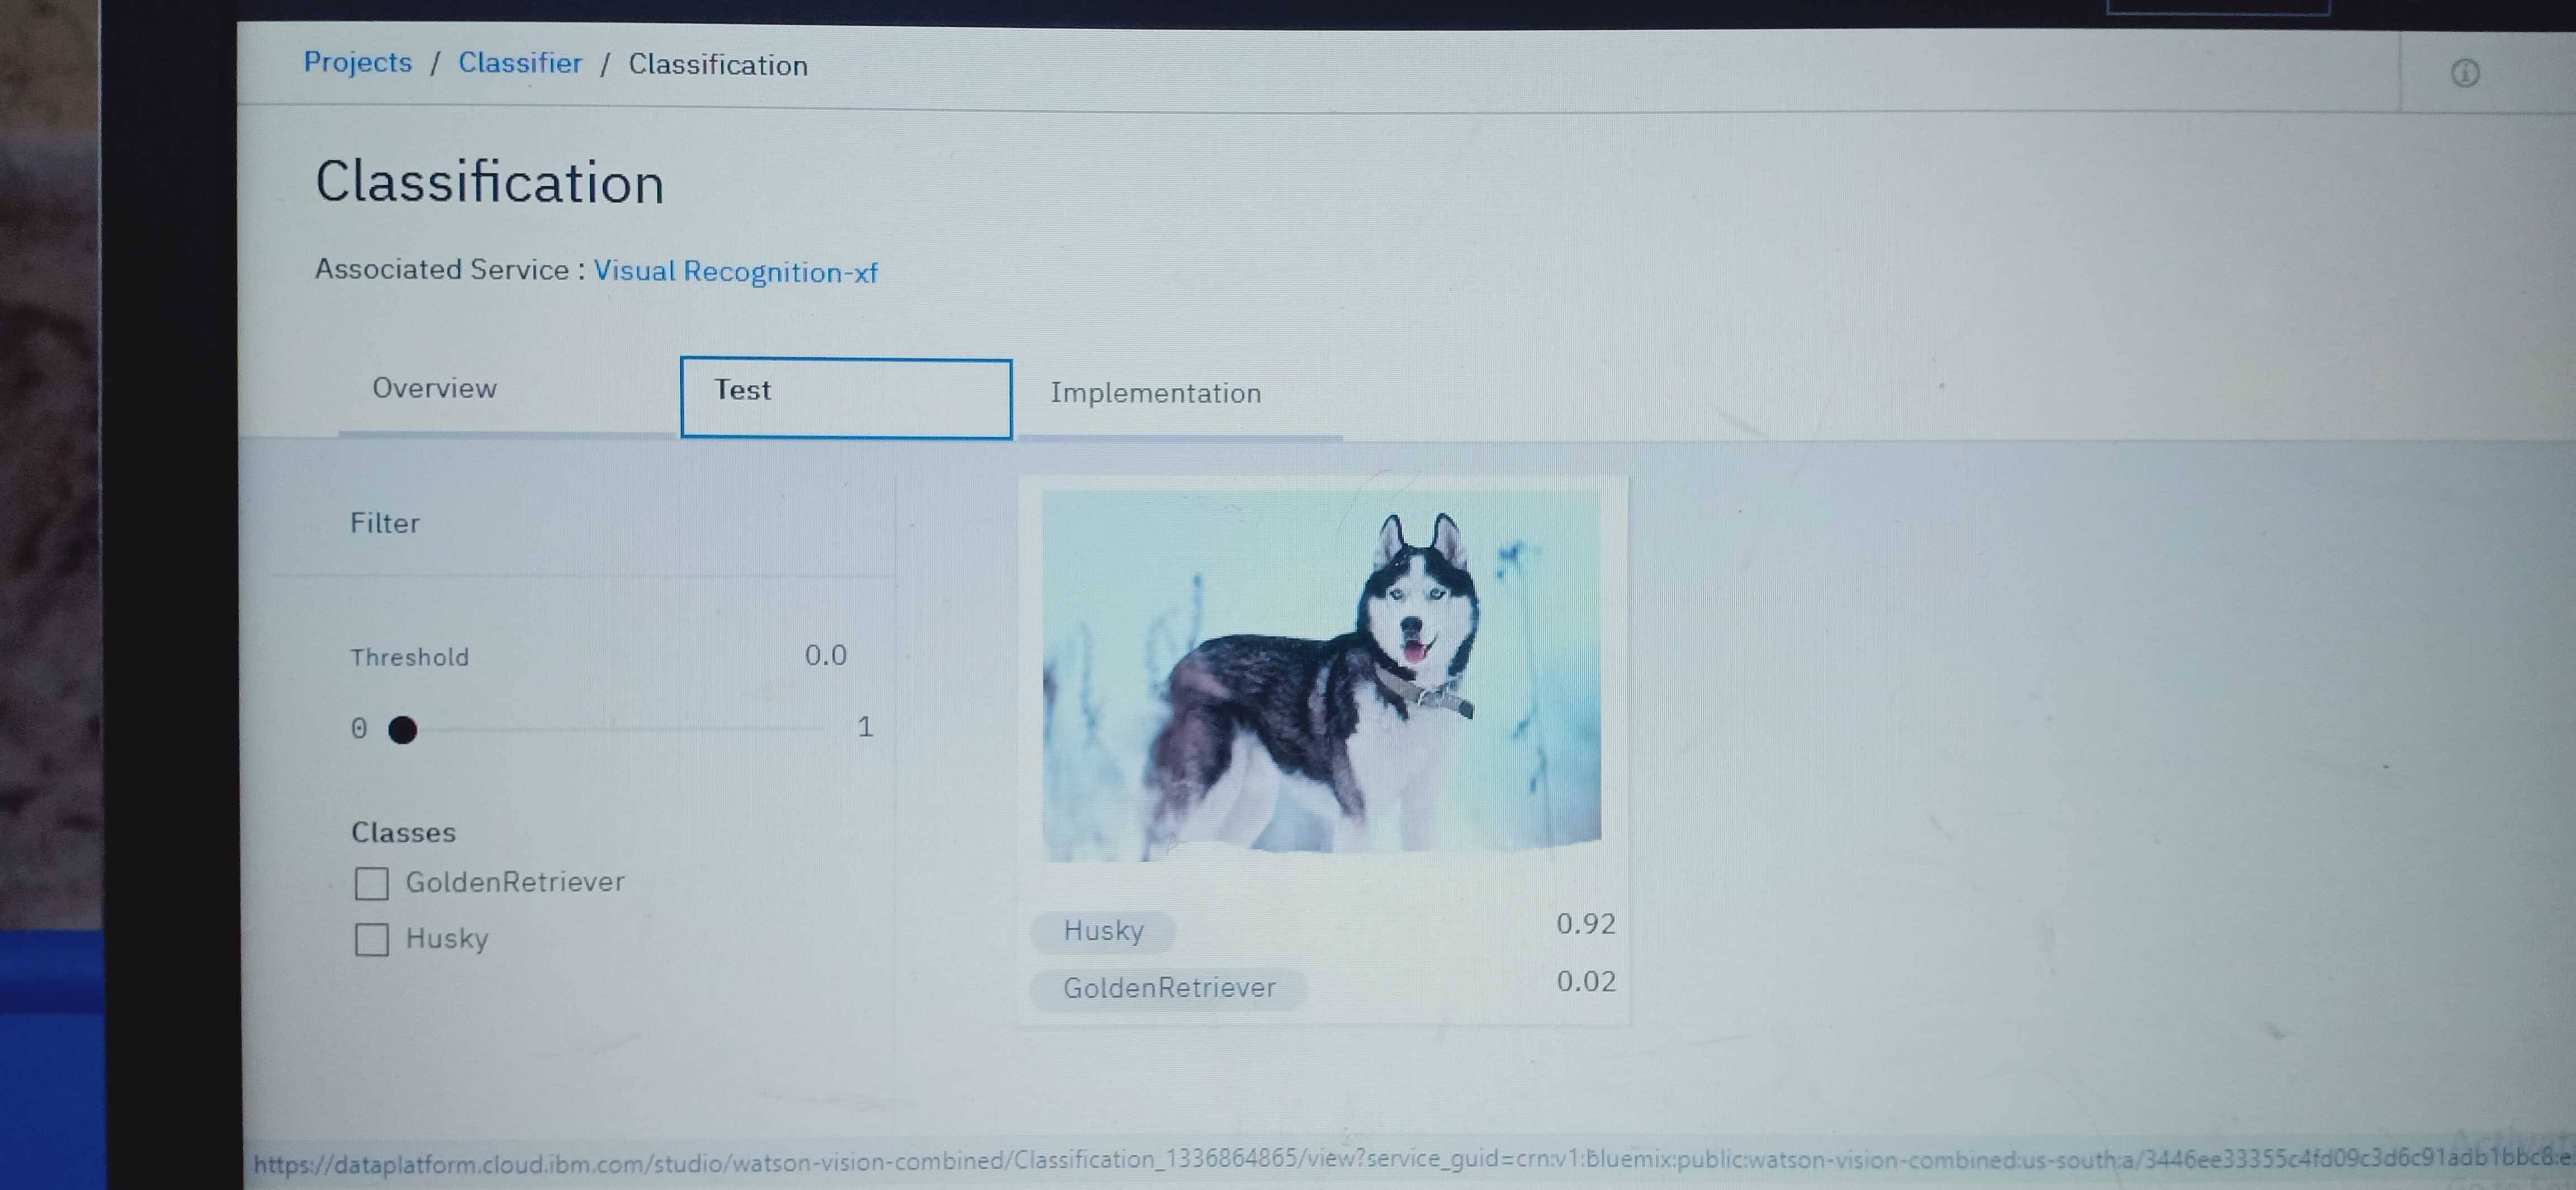 Projects / Classifier / Classification
Classification
Associated Service : Visual Recognition-xf
Overview
Test
Implementation
Filter
Threshold 0.0
0 1
Classes
GoldenRetriever
Husky
Husky 0.92
GoldenRetriever 0.02
https://dataplatform.cloud.ibm.com/studio/watson-vision-combined/Classification_1336864865/view?service_guid=crn:v1:bluemix:public:watson-vision-combined:us-south:a/3446ee33355c4fd09c3d6c91adb1bbc8:e